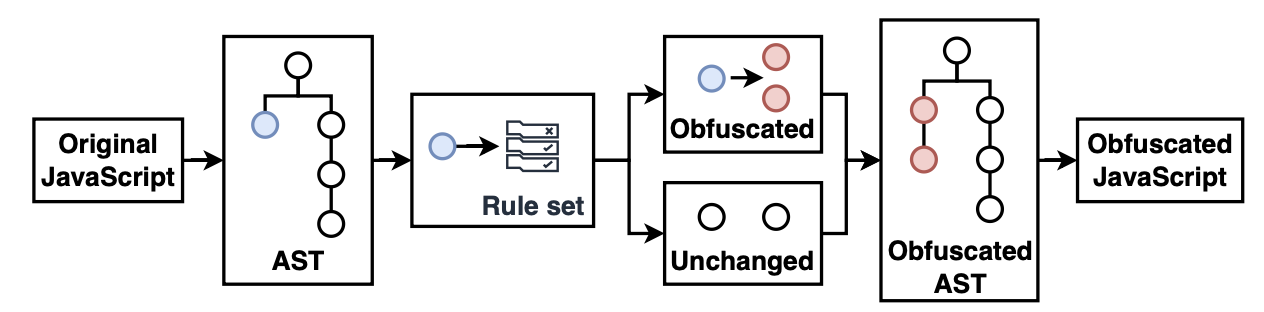 Original
JavaScript
AST
Rule set
Obfuscated
Unchanged
Obfuscated
AST
Obfuscated
JavaScript